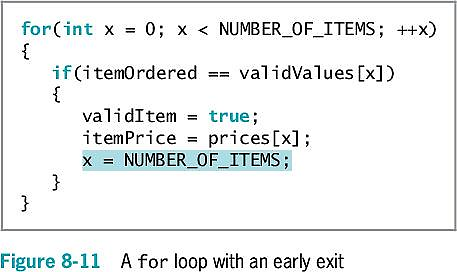 for(int x = 0; x < NUMBER_OF_ITEMS; ++x)
{
if(itemOrdered == validValues[x])
{
validItem = true;
itemPrice = prices[x];
x = NUMBER_OF_ITEMS;
}
}
Figure 8-11 A for loop with an early exit